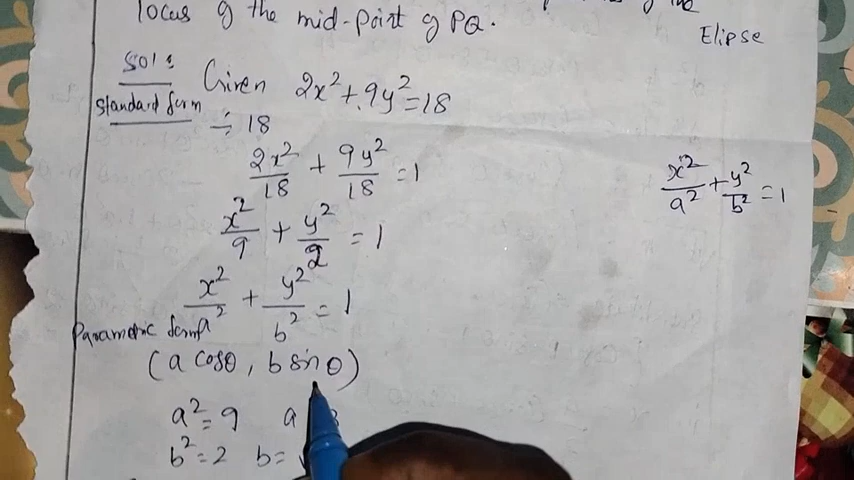 locus of the mid-point of PQ.
Elipse
Sol:
Given 2x² + 9y² = 18
Standard form
÷ 18
2x²/18 + 9y²/18 = 1
x²/a² + y²/b² = 1
x²/9 + y²/2 = 1
x²/a² + y²/b² = 1
Parametric form
(a cosθ, b sinθ)
a² = 9 a
b² = 2 b =